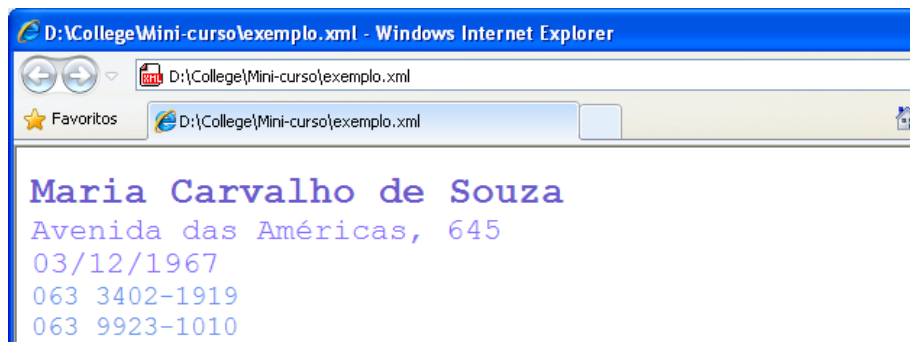 D:\College\Mini-curso\exemplo.xml - Windows Internet Explorer
D:\College\Mini-curso\exemplo.xml
Favoritos
D:\College\Mini-curso\exemplo.xml
Maria Carvalho de Souza
Avenida das Américas, 645
03/12/1967
063 3402-1919
063 9923-1010